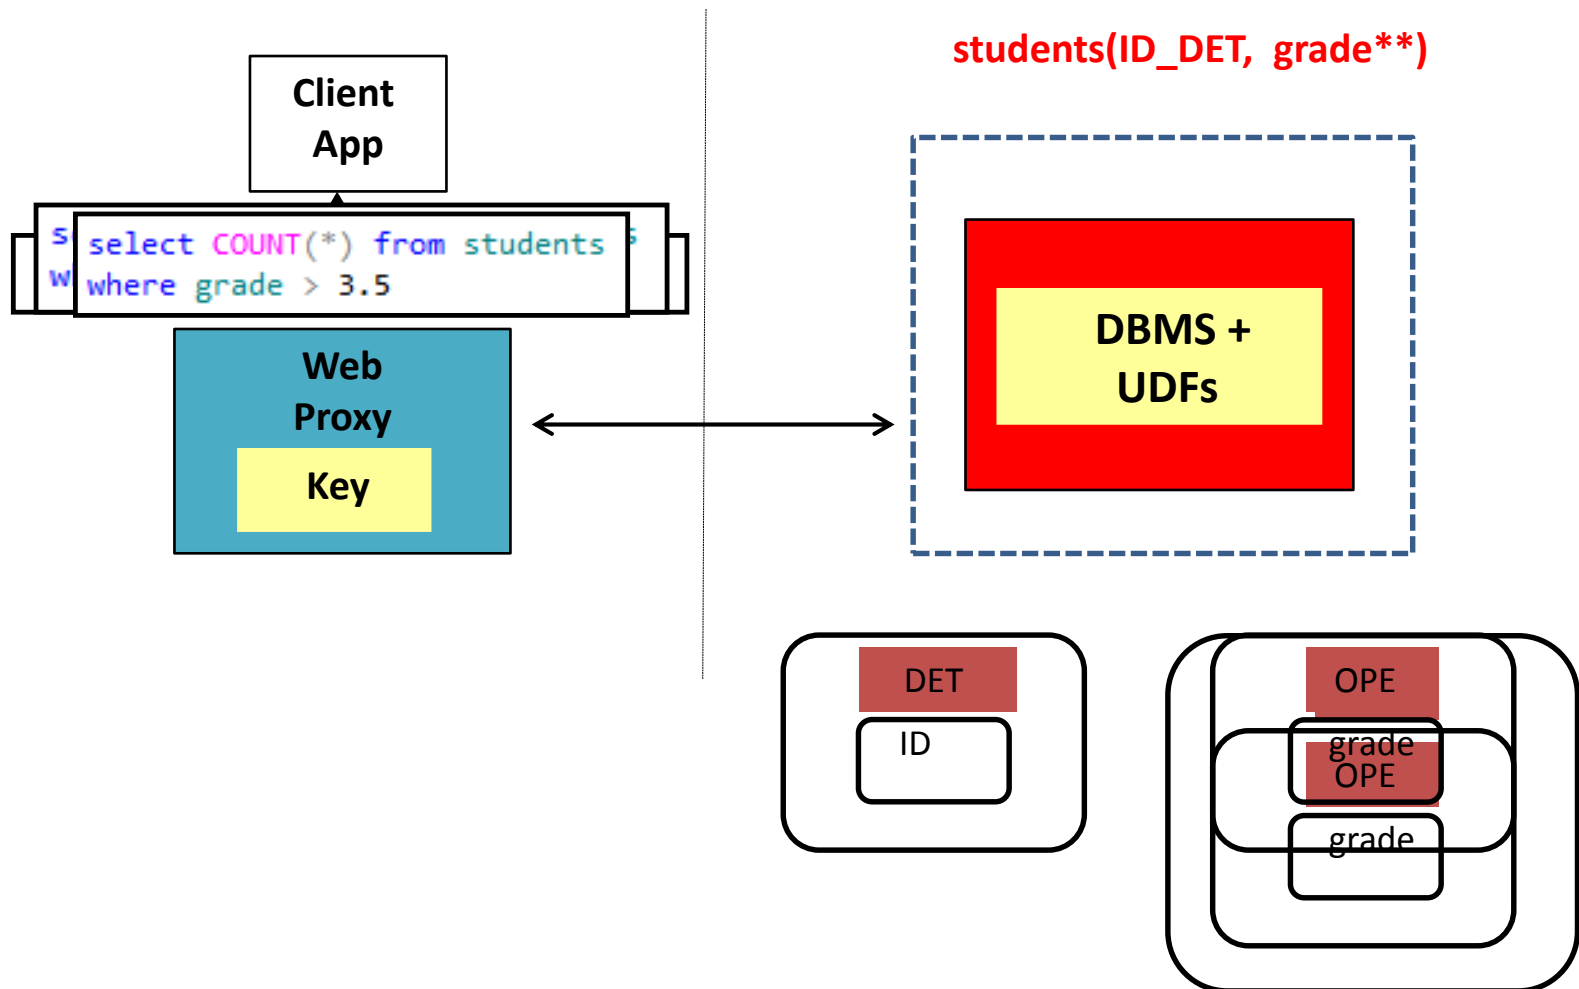 students(ID_DET, grade**)
Client
App
s
w
select COUNT(*) from students
where grade > 3.5
Web
Proxy
Key
DBMS +
UDFs
DET
ID
OPE
grade
OPE
grade